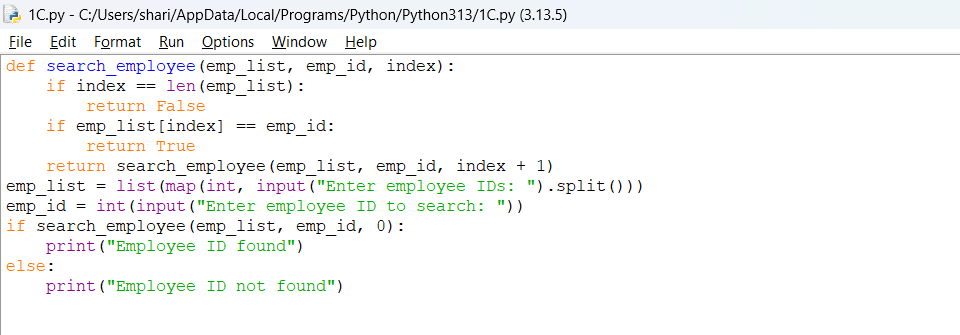 1C.py - C:/Users/shari/AppData/Local/Programs/Python/Python313/1C.py (3.13.5)
File Edit Format Run Options Window Help
def search_employee(emp_list, emp_id, index):
    if index == len(emp_list):
        return False
    if emp_list[index] == emp_id:
        return True
    return search_employee(emp_list, emp_id, index + 1)
emp_list = list(map(int, input("Enter employee IDs: ").split()))
emp_id = int(input("Enter employee ID to search: "))
if search_employee(emp_list, emp_id, 0):
    print("Employee ID found")
else:
    print("Employee ID not found")